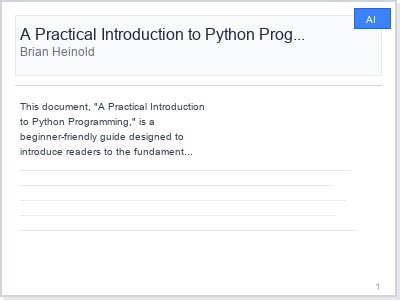 AI
A Practical Introduction to Python Prog...
Brian Heinold
This document, "A Practical Introduction
to Python Programming," is a
beginner-friendly guide designed to
introduce readers to the fundament...
1